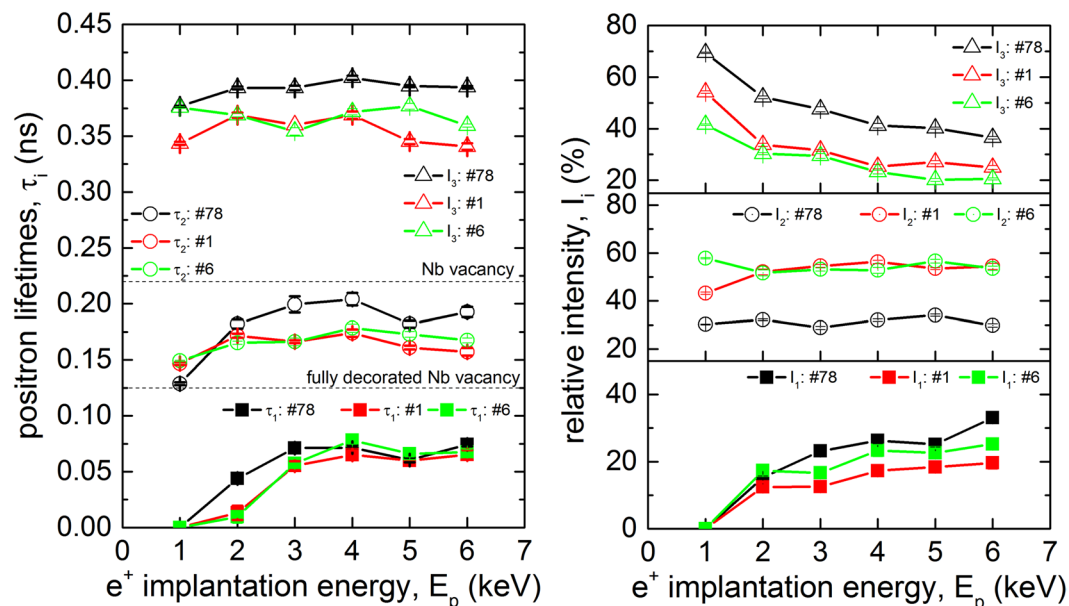 positron lifetimes, τi (ns)
0.45
0.40
0.35
0.30
0.25
0.20
0.15
0.10
0.05
0.00
I3: #78
I3: #1
I3: #6
τ2: #78
τ2: #1
τ2: #6
Nb vacancy
fully decorated Nb vacancy
τ1: #78 τ1: #1 τ1: #6
0 1 2 3 4 5 6 7
e+ implantation energy, Ep (keV)
relative intensity, Ii (%)
80
60
40
20
I3: #78
I3: #1
I3: #6
80
60
40
20
I2: #78 I2: #1 I2: #6
40
20
0
I1: #78 I1: #1 I1: #6
0 1 2 3 4 5 6 7
e+ implantation energy, Ep (keV)